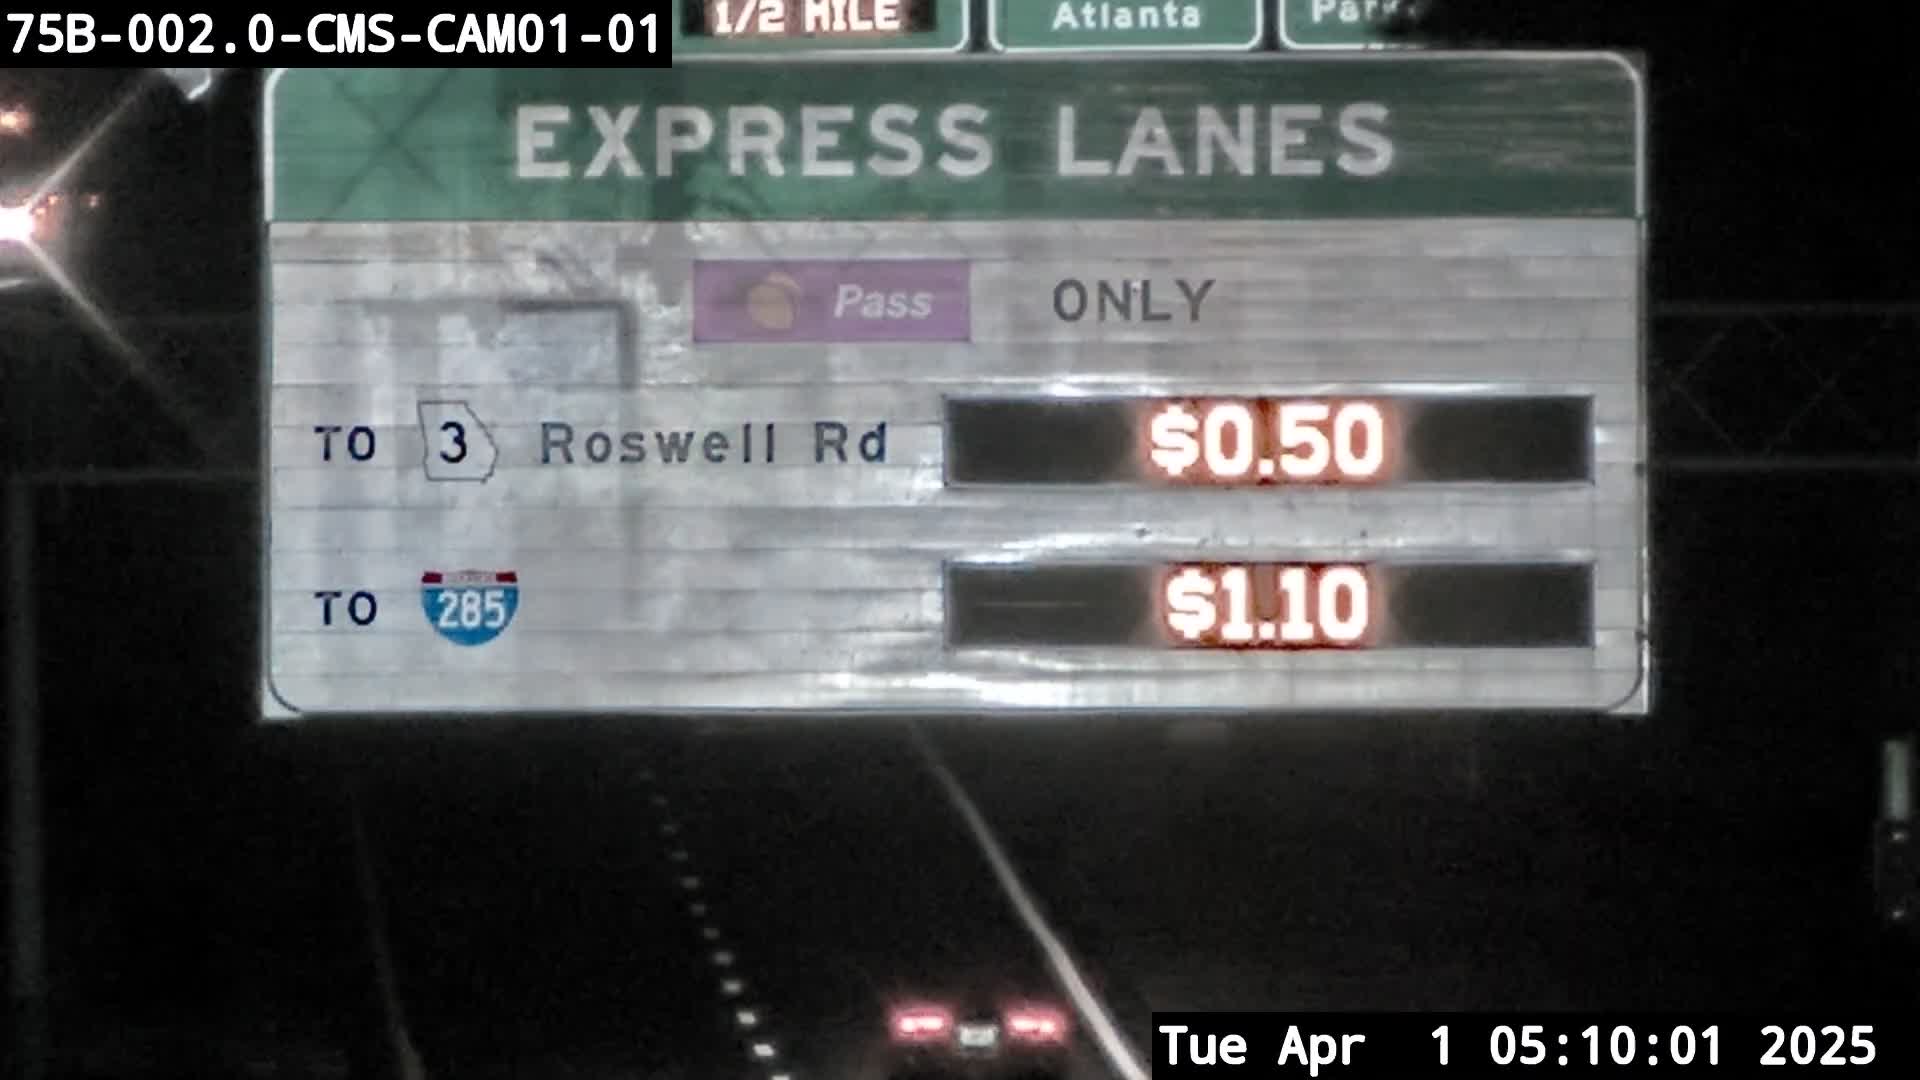 75B-002.0-CMS-CAM01-01
1/2 MILE
Atlanta
EXPRESS LANES
Pass ONLY
TO 3 Roswell Rd $0.50
TO 285 $1.10
Tue Apr 1 05:10:01 2025